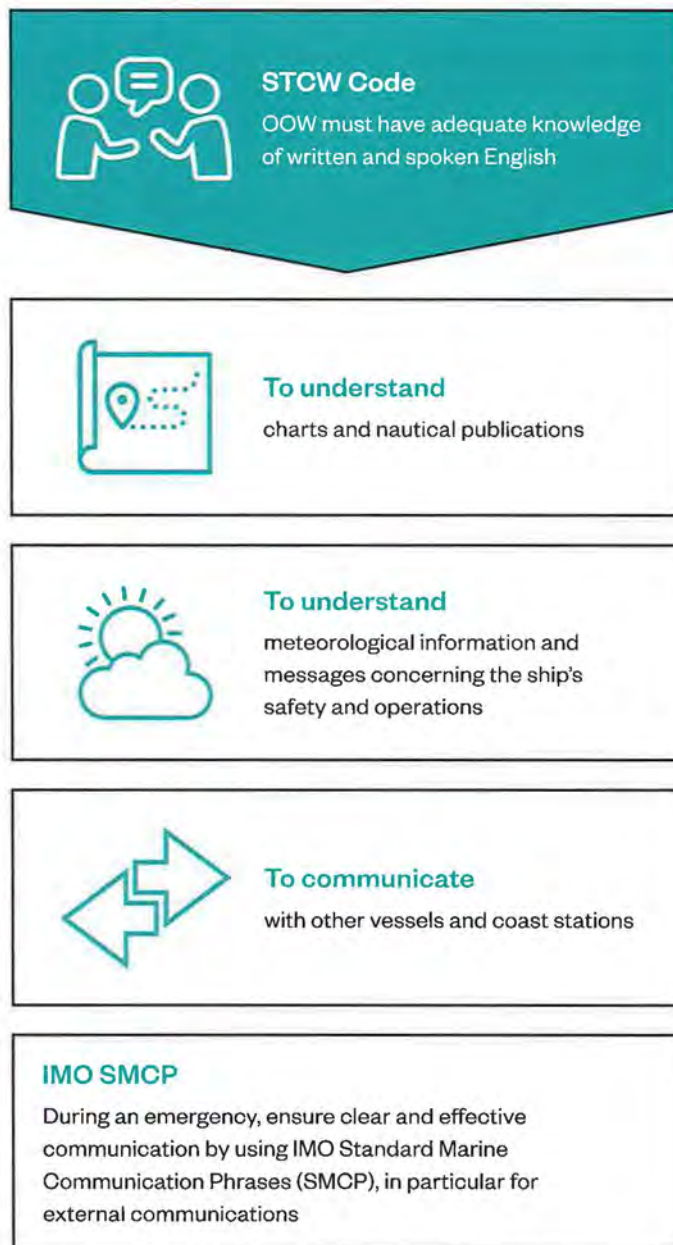 STCW Code
OOW must have adequate knowledge
of written and spoken English
To understand
charts and nautical publications
To understand
meteorological information and
messages concerning the ship's
safety and operations
To communicate
with other vessels and coast stations
IMO SMCP
During an emergency, ensure clear and effective
communication by using IMO Standard Marine
Communication Phrases (SMCP), in particular for
external communications